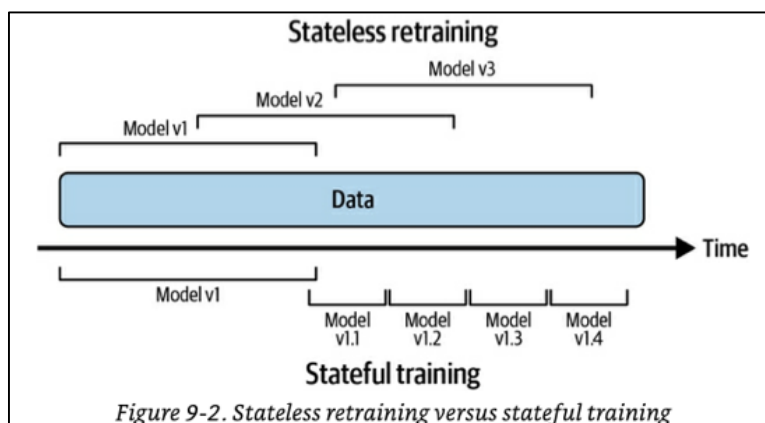 Stateless retraining
Model v3
Model v2
Model v1
Data
Time
Model v1
Model
v1.1
Model
v1.2
Model
v1.3
Model
v1.4
Stateful training
Figure 9-2. Stateless retraining versus stateful training